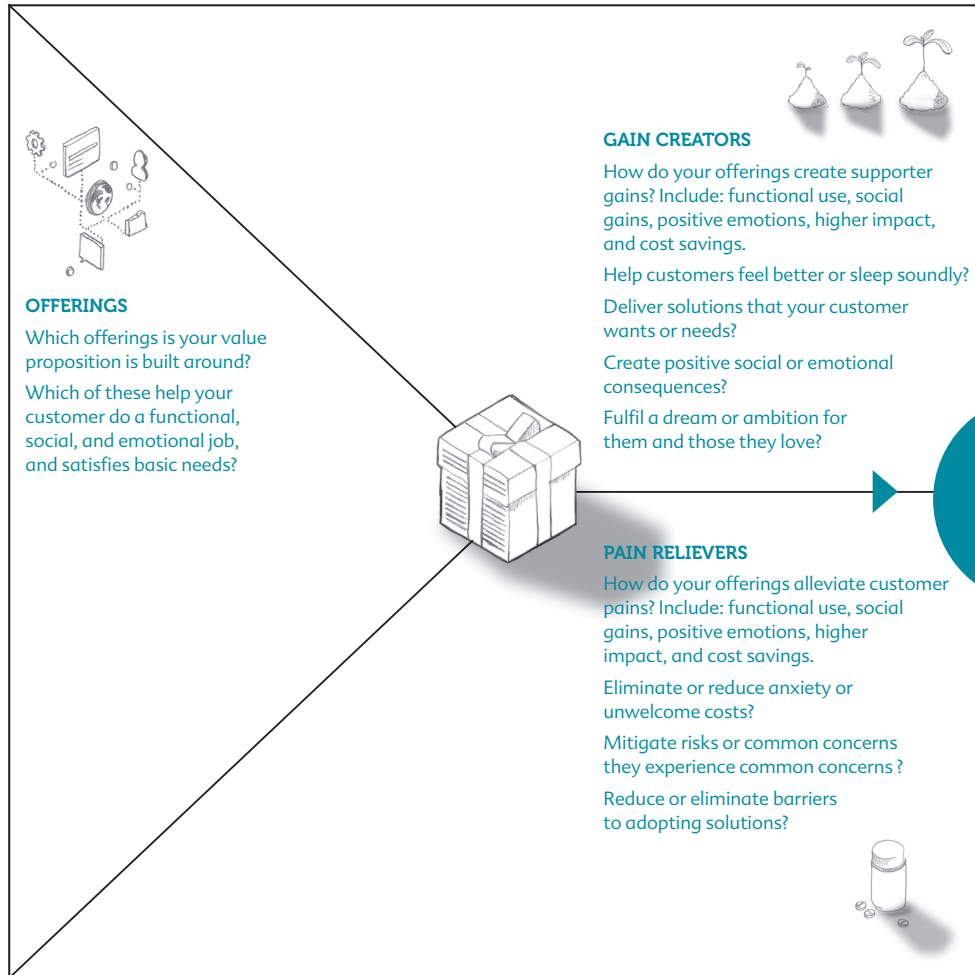 OFFERINGS
Which offerings is your value
proposition is built around?
Which of these help your
customer do a functional,
social, and emotional job,
and satisfies basic needs?
GAIN CREATORS
How do your offerings create supporter
gains? Include: functional use, social
gains, positive emotions, higher impact,
and cost savings.
Help customers feel better or sleep soundly?
Deliver solutions that your customer
wants or needs?
Create positive social or emotional
consequences?
Fulfil a dream or ambition for
them and those they love?
PAIN RELIEVERS
How do your offerings alleviate customer
pains? Include: functional use, social
gains, positive emotions, higher
impact, and cost savings.
Eliminate or reduce anxiety or
unwelcome costs?
Mitigate risks or common concerns
they experience common concerns ?
Reduce or eliminate barriers
to adopting solutions?